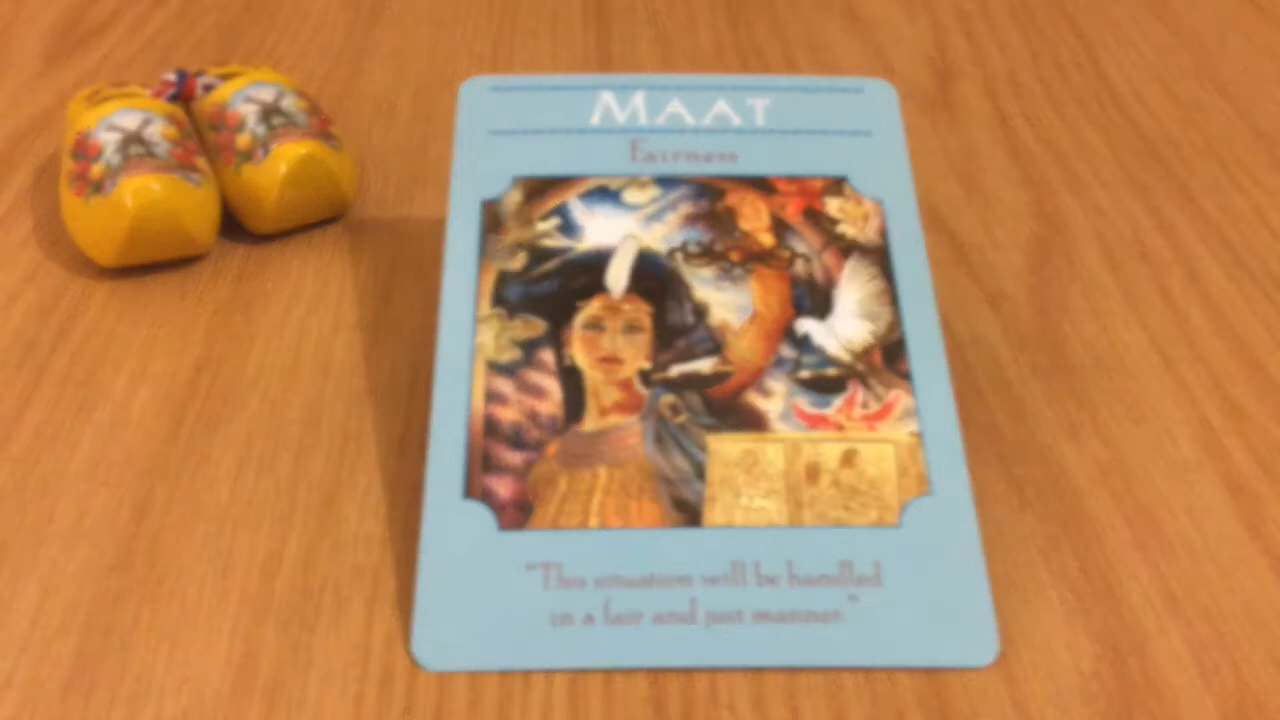 MAAT
Fairness
"This situation will be handled
in a fair and just manner."